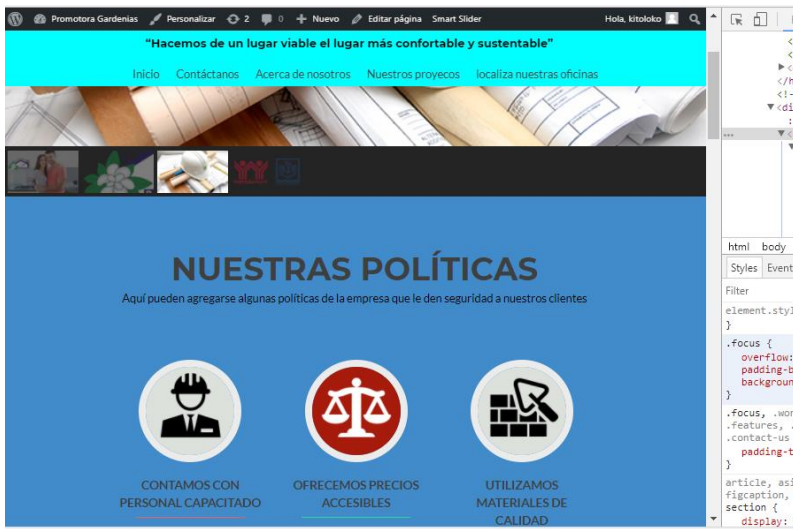 Promotora Gardenias Personalizar 2 0 Nuevo Editar página Smart Slider Hola, kitoloko
“Hacemos de un lugar viable el lugar más confortable y sustentable”
Inicio Contáctanos Acerca de nosotros Nuestros proyecos localiza nuestras oficinas
NUESTRAS POLÍTICAS
Aquí pueden agregarse algunas políticas de la empresa que le den seguridad a nuestros clientes
CONTAMOS CON
PERSONAL CAPACITADO
OFRECEMOS PRECIOS
ACCESIBLES
UTILIZAMOS
MATERIALES DE
CALIDAD
</h
<!-
<di
html body
Styles Event
Filter
element.styl
}
.focus {
overflow:
padding-b
backgroun
}
.focus, .wor
.features, .
.contact-us
padding-t
}
article, asi
figcaption,
section {
display: